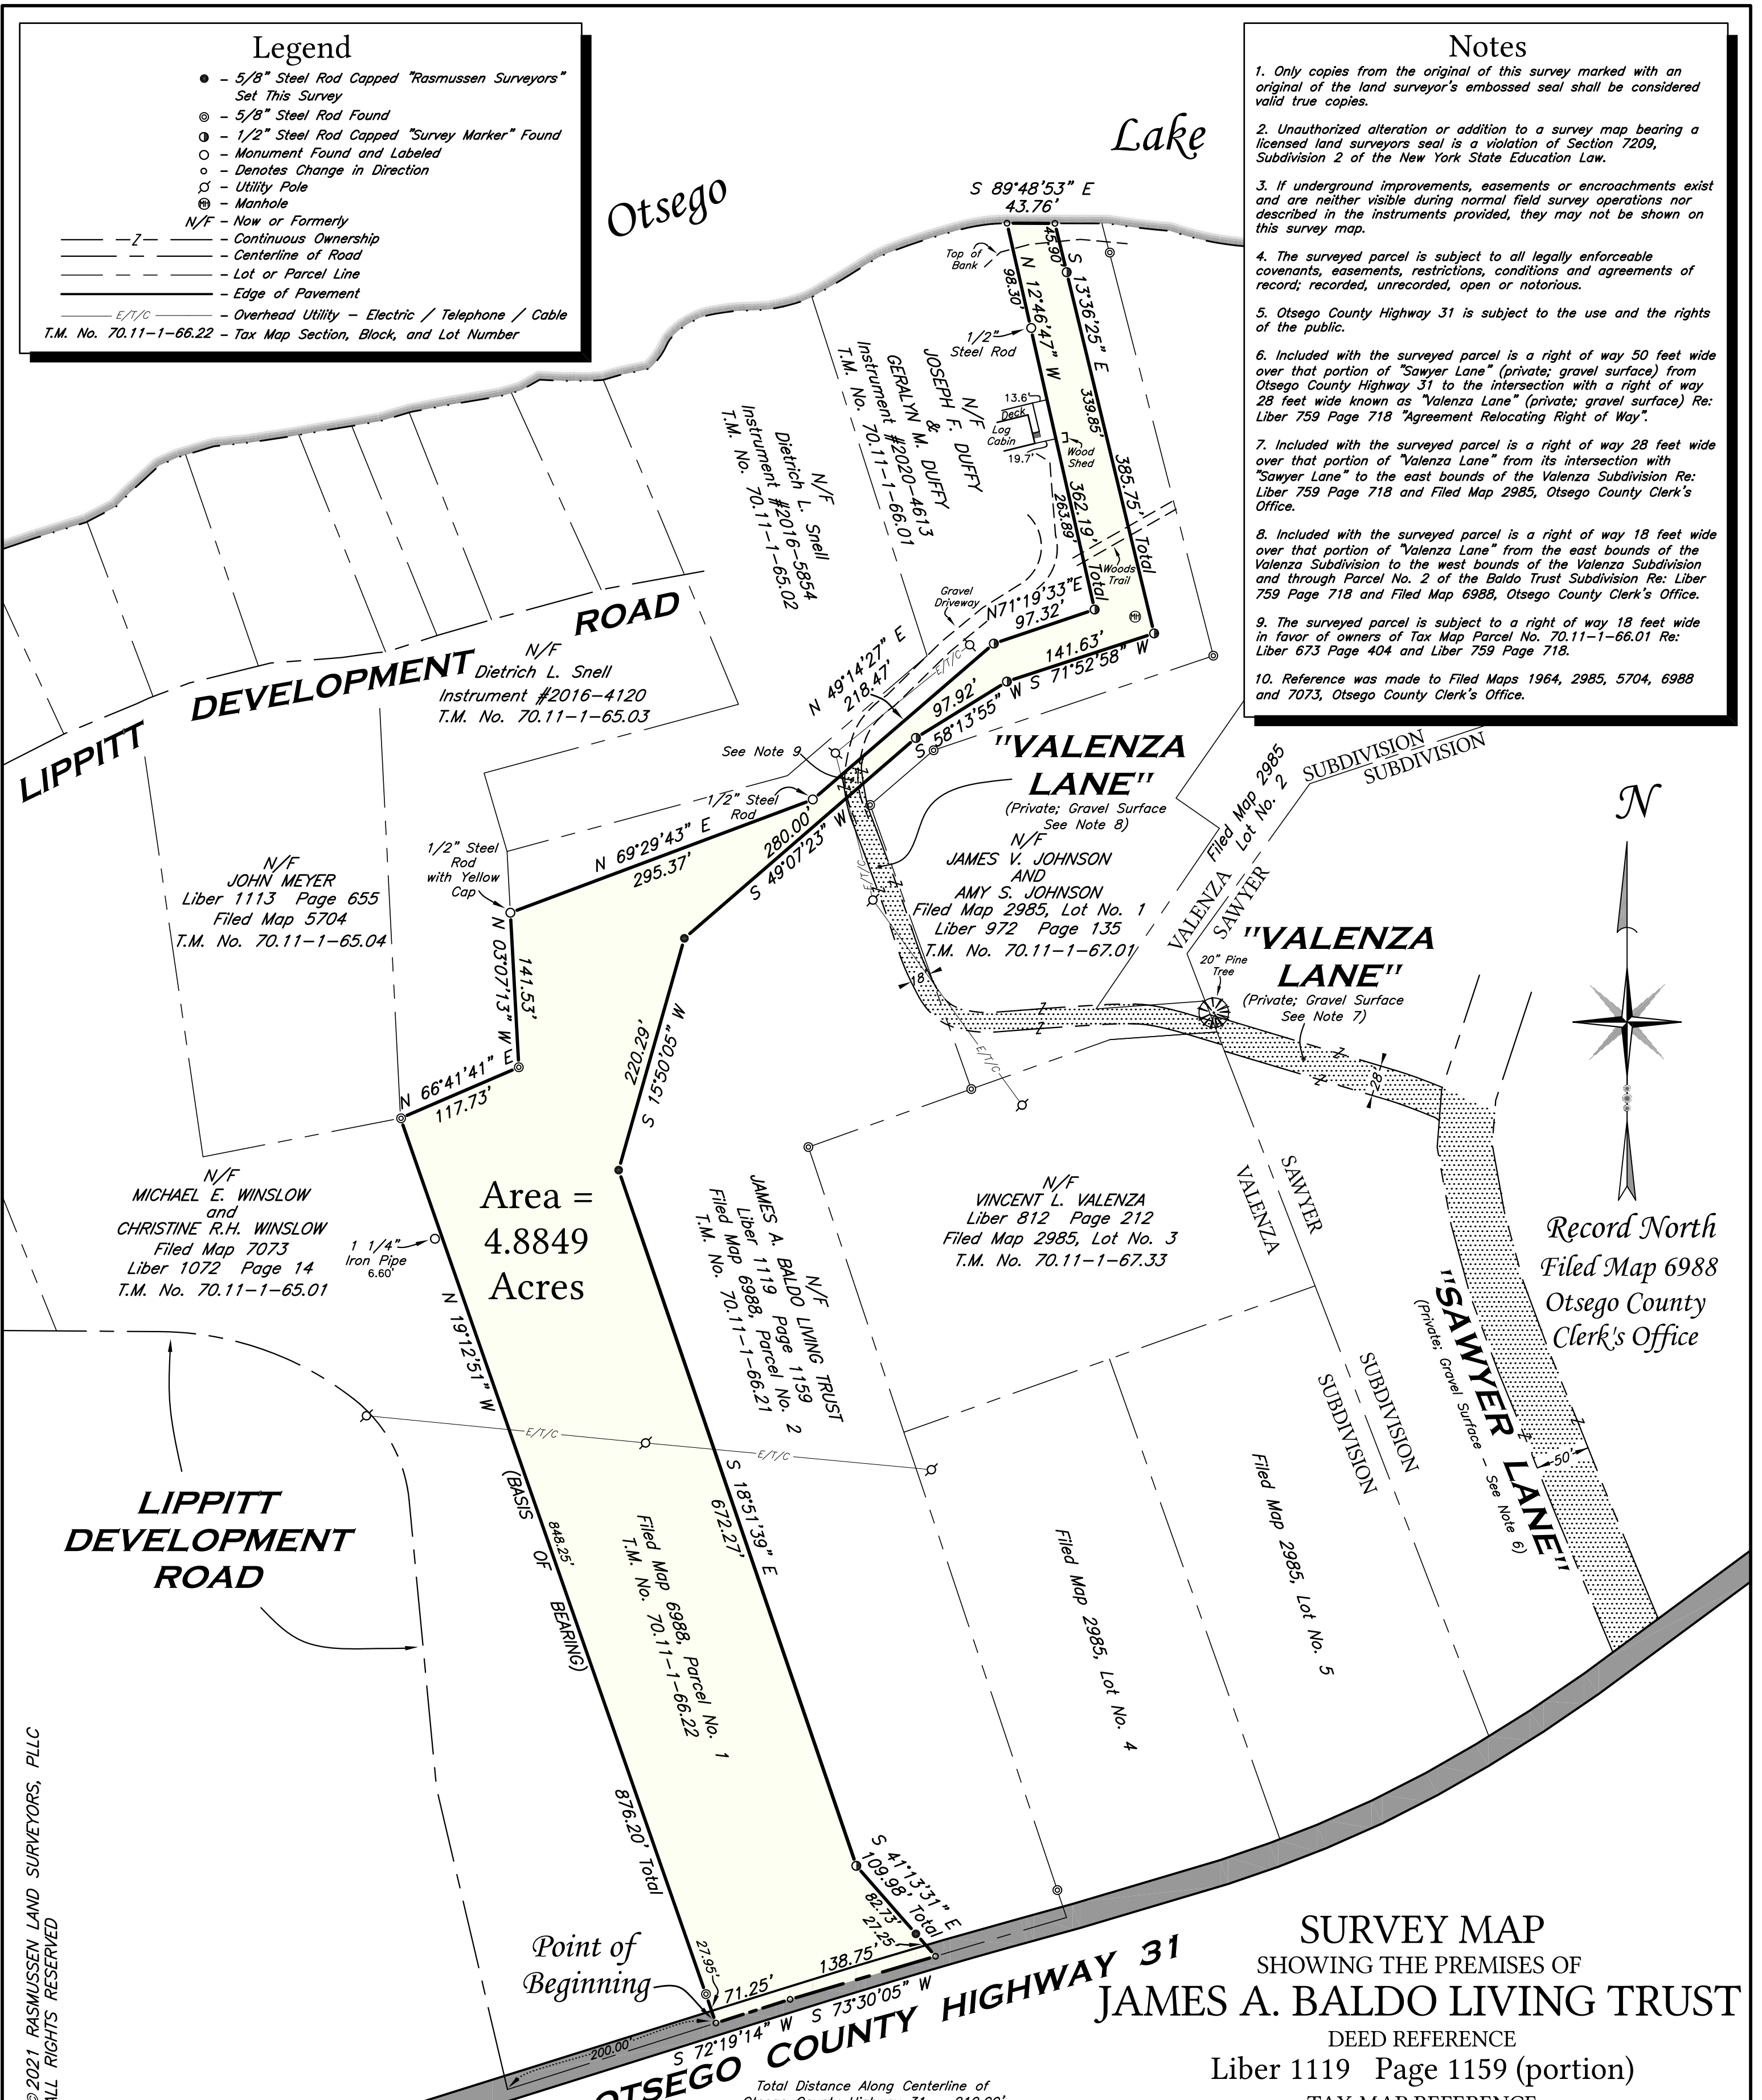 Legend
5/8" Steel Rod Capped "Rasmussen Surveyors"
Set This Survey
5/8" Steel Rod Found
1/2" Steel Rod Capped "Survey Marker" Found
Monument Found and Labeled
Denotes Change in Direction
Utility Pole
MH – Manhole
N/F – Now or Formerly
Z – Continuous Ownership
Centerline of Road
Lot or Parcel Line
Edge of Pavement
E/T/C – Overhead Utility – Electric / Telephone / Cable
T.M. No. 70.11–1–66.22 – Tax Map Section, Block, and Lot Number
Notes
1. Only copies from the original of this survey marked with an
original of the land surveyor's embossed seal shall be considered
valid true copies.
2. Unauthorized alteration or addition to a survey map bearing a
licensed land surveyors seal is a violation of Section 7209,
Subdivision 2 of the New York State Education Law.
3. If underground improvements, easements or encroachments exist
and are neither visible during normal field survey operations nor
described in the instruments provided, they may not be shown on
this survey map.
4. The surveyed parcel is subject to all legally enforceable
covenants, easements, restrictions, conditions and agreements of
record; recorded, unrecorded, open or notorious.
5. Otsego County Highway 31 is subject to the use and the rights
of the public.
6. Included with the surveyed parcel is a right of way 50 feet wide
over that portion of "Sawyer Lane" (private; gravel surface) from
Otsego County Highway 31 to the intersection with a right of way
28 feet wide known as "Valenza Lane" (private; gravel surface) Re:
Liber 759 Page 718 "Agreement Relocating Right of Way".
7. Included with the surveyed parcel is a right of way 28 feet wide
over that portion of "Valenza Lane" from its intersection with
"Sawyer Lane" to the east bounds of the Valenza Subdivision Re:
Liber 759 Page 718 and Filed Map 2985, Otsego County Clerk's
Office.
8. Included with the surveyed parcel is a right of way 18 feet wide
over that portion of "Valenza Lane" from the east bounds of the
Valenza Subdivision to the west bounds of the Valenza Subdivision
and through Parcel No. 2 of the Baldo Trust Subdivision Re: Liber
759 Page 718 and Filed Map 6988, Otsego County Clerk's Office.
9. The surveyed parcel is subject to a right of way 18 feet wide
in favor of owners of Tax Map Parcel No. 70.11–1–66.01 Re:
Liber 673 Page 404 and Liber 759 Page 718.
10. Reference was made to Filed Maps 1964, 2985, 5704, 6988
and 7073, Otsego County Clerk's Office.
Otsego
Lake
S 89°48'53" E
43.76'
45.90'
Top of
Bank
98.30'
N 12°46'47" W
S 13°36'25" E
1/2"
Steel Rod
13.6'
Deck
Log
Cabin
19.7'
Wood
Shed
339.85'
385.75' Total
362.19' Total
263.89'
Woods
Trail
MH
N/F
JOSEPH F. DUFFY
&
GERALYN M. DUFFY
Instrument #2020–4613
T.M. No. 70.11–1–66.01
N/F
Dietrich L. Snell
Instrument #2016–5854
T.M. No. 70.11–1–65.02
Gravel
Driveway
N71°19'33"E
97.32'
141.63'
S 71°52'58" W
N 49°14'27" E
218.47'
E/T/C
97.92'
S 58°13'55" W
LIPPITT DEVELOPMENT ROAD
N/F
Dietrich L. Snell
Instrument #2016–4120
T.M. No. 70.11–1–65.03
See Note 9
1/2" Steel
Rod
280.00'
S 49°07'23" W
N 69°29'43" E
295.37'
1/2" Steel
Rod
with Yellow
Cap
N/F
JOHN MEYER
Liber 1113 Page 655
Filed Map 5704
T.M. No. 70.11–1–65.04
N 03°07'13" W
141.53'
N 66°41'41" E
117.73'
220.29'
S 15°50'05" W
"VALENZA
LANE"
(Private; Gravel Surface
See Note 8)
N/F
JAMES V. JOHNSON
AND
AMY S. JOHNSON
Filed Map 2985, Lot No. 1
Liber 972 Page 135
T.M. No. 70.11–1–67.01
E/T/C
18'
Z
Z
E/T/C
Filed Map 2985
Lot No. 2
SUBDIVISION
SUBDIVISION
VALENZA
SAWYER
"VALENZA
LANE"
(Private; Gravel Surface
See Note 7)
20" Pine
Tree
Z
Z
28'
N
Record North
Filed Map 6988
Otsego County
Clerk's Office
N/F
MICHAEL E. WINSLOW
and
CHRISTINE R.H. WINSLOW
Filed Map 7073
Liber 1072 Page 14
T.M. No. 70.11–1–65.01
1 1/4"
Iron Pipe
6.60'
Area =
4.8849
Acres
N/F
JAMES A. BALDO LIVING TRUST
Liber 1119 Page 1159
Filed Map 6988, Parcel No. 2
T.M. No. 70.11–1–66.21
N/F
VINCENT L. VALENZA
Liber 812 Page 212
Filed Map 2985, Lot No. 3
T.M. No. 70.11–1–67.33
SAWYER
VALENZA
SUBDIVISION
SUBDIVISION
"SAWYER LANE"
(Private; Gravel Surface – See Note 6)
Z
Z
50'
N 19°12'51" W
(BASIS OF BEARING)
848.25'
876.20' Total
E/T/C
E/T/C
S 18°51'39" E
672.27'
Filed Map 6988, Parcel No. 1
T.M. No. 70.11–1–66.22
Filed Map 2985, Lot No. 4
Filed Map 2985, Lot No. 5
LIPPITT
DEVELOPMENT
ROAD
S 41°13'31" E
109.98' Total
82.73'
27.25'
Point of
Beginning
27.95'
71.25'
138.75'
S 72°19'14" W
S 73°30'05" W
200.00'
OTSEGO COUNTY HIGHWAY 31
Total Distance Along Centerline of
©2021 RASMUSSEN LAND SURVEYORS, PLLC
ALL RIGHTS RESERVED
SURVEY MAP
SHOWING THE PREMISES OF
JAMES A. BALDO LIVING TRUST
DEED REFERENCE
Liber 1119 Page 1159 (portion)